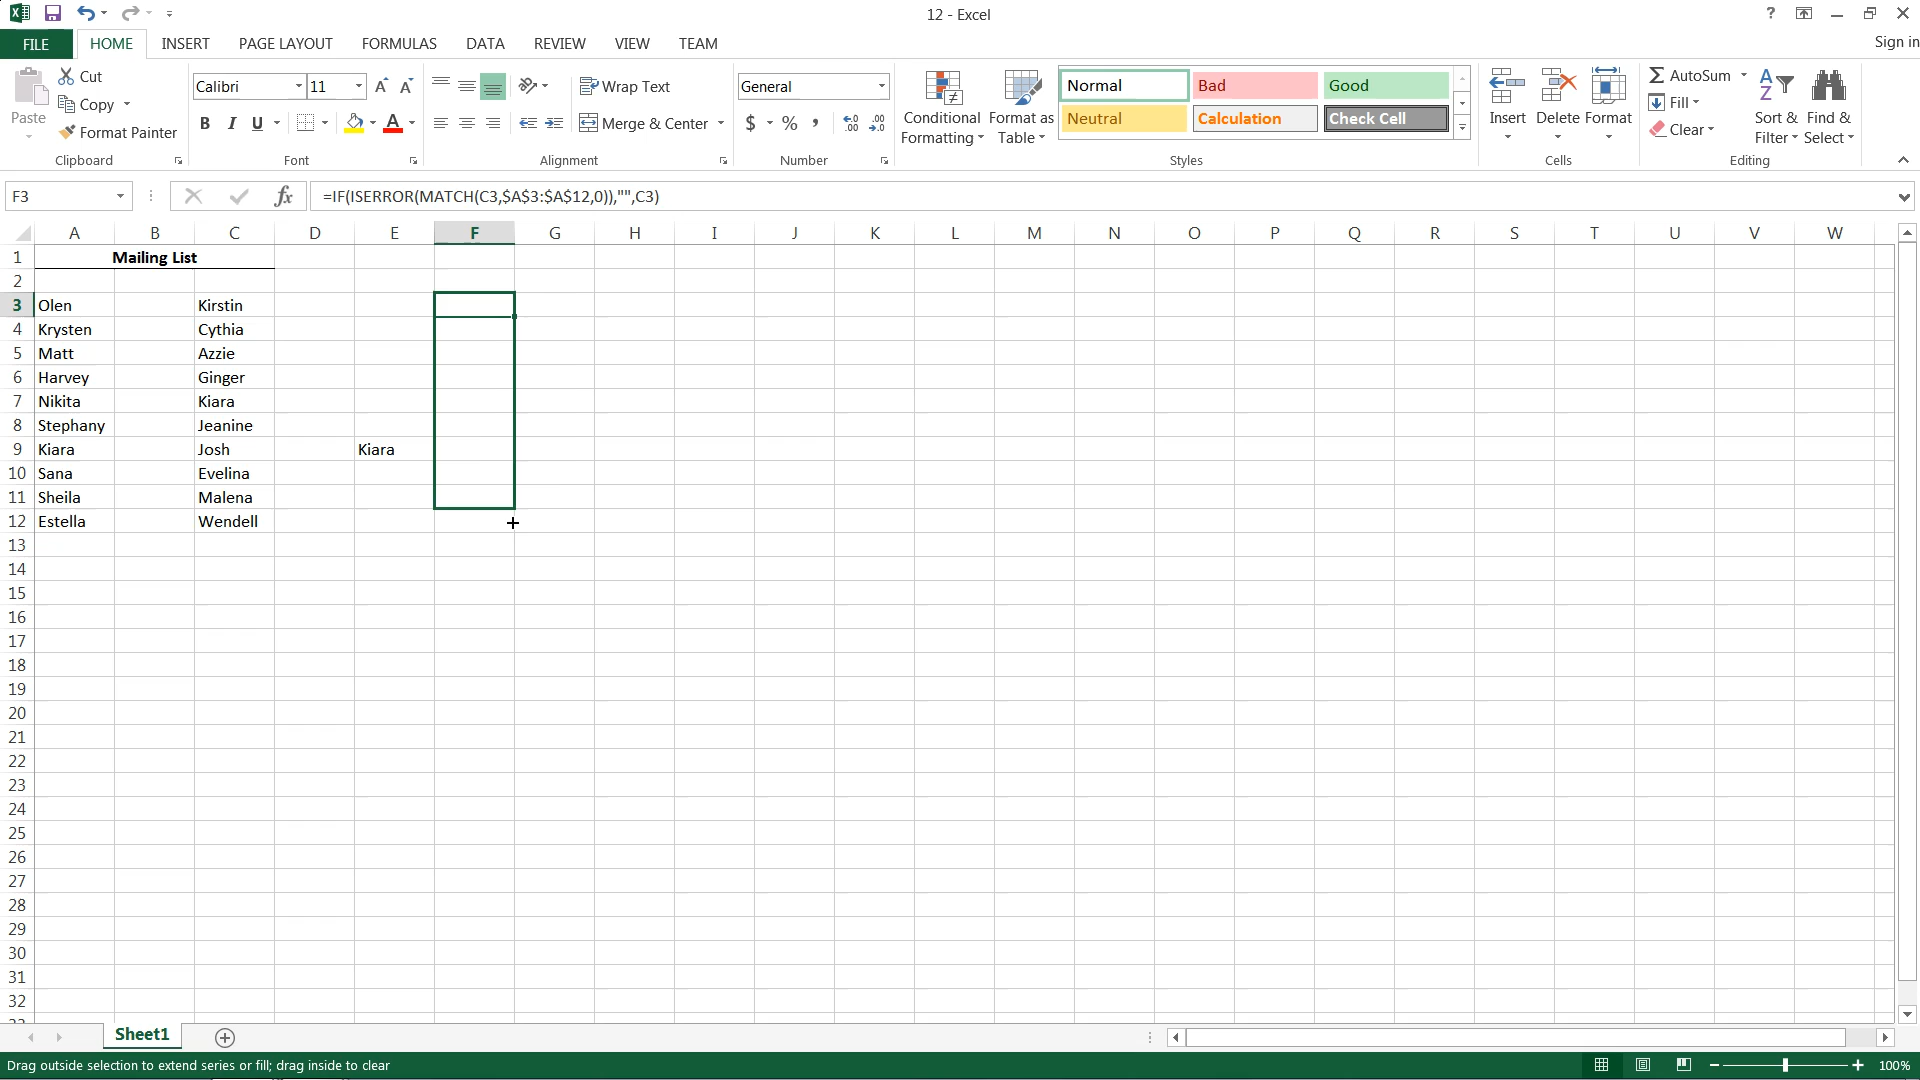 12 - Excel
?
FILE HOME INSERT PAGE LAYOUT FORMULAS DATA REVIEW VIEW TEAM Sign in
Paste
Cut
Copy
Format Painter
Clipboard
Calibri 11 A A
B I U A
Font
Wrap Text
Merge & Center
Alignment
General
$ % , .00 .00
Number
Conditional Formatting
Format as Table
Normal Bad Good
Neutral Calculation Check Cell
Styles
Insert Delete Format
Cells
AutoSum
Fill
Clear
Sort & Filter
Find & Select
Editing
F3 fx =IF(ISERROR(MATCH(C3,$A$3:$A$12,0)),"",C3)
A B C D E F G H I J K L M N O P Q R S T U V W
1 Mailing List
2
3 Olen Kirstin
4 Krysten Cythia
5 Matt Azzie
6 Harvey Ginger
7 Nikita Kiara
8 Stephany Jeanine
9 Kiara Josh Kiara
10 Sana Evelina
11 Sheila Malena
12 Estella Wendell
13
14
15
16
17
18
19
20
21
22
23
24
25
26
27
28
29
30
31
32
Sheet1
Drag outside selection to extend series or fill; drag inside to clear 100%